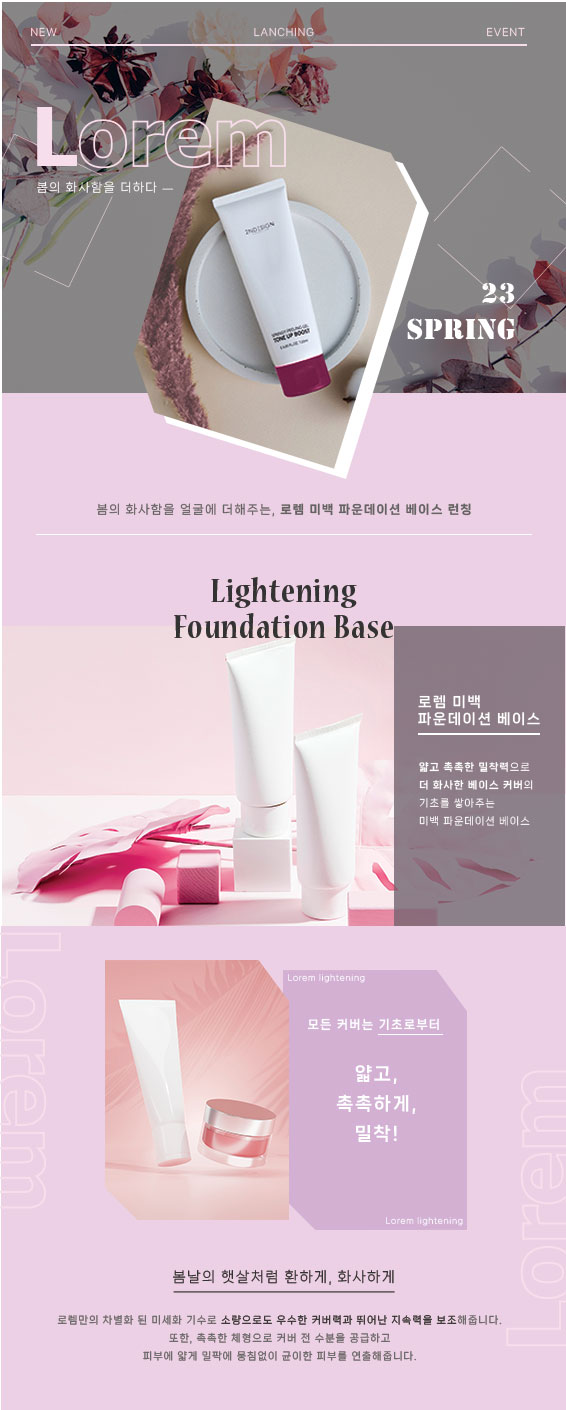 NEW LANCHING EVENT
Lorem
봄의 화사함을 더하다 —
INDISIGN
SPANISH PEELING GEL
TONE UP BOOST
23
SPRING
봄의 화사함을 얼굴에 더해주는, 로렘 미백 파운데이션 베이스 런칭
Lightening
Foundation Base
로렘 미백
파운데이션 베이스
얇고 촉촉한 밀착력으로
더 화사한 베이스 커버의
기초를 쌓아주는
미백 파운데이션 베이스
Lorem
Lorem lightening
모든 커버는 기초로부터
얇고,
촉촉하게,
밀착!
Lorem lightening
Lorem
봄날의 햇살처럼 환하게, 화사하게
로렘만의 차별화 된 미세화 기수로 소량으로도 우수한 커버력과 뛰어난 지속력을 보조해줍니다.
또한, 촉촉한 체형으로 커버 전 수분을 공급하고
피부에 얇게 밀팍에 뭉침없이 균이한 피부를 연출해줍니다.